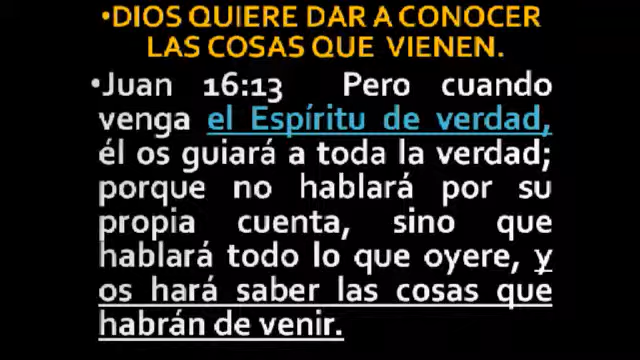 •DIOS QUIERE DAR A CONOCER
LAS COSAS QUE VIENEN.
•Juan 16:13 Pero cuando
venga el Espíritu de verdad,
él os guiará a toda la verdad;
porque no hablará por su
propia cuenta, sino que
hablará todo lo que oyere, y
os hará saber las cosas que
habrán de venir.